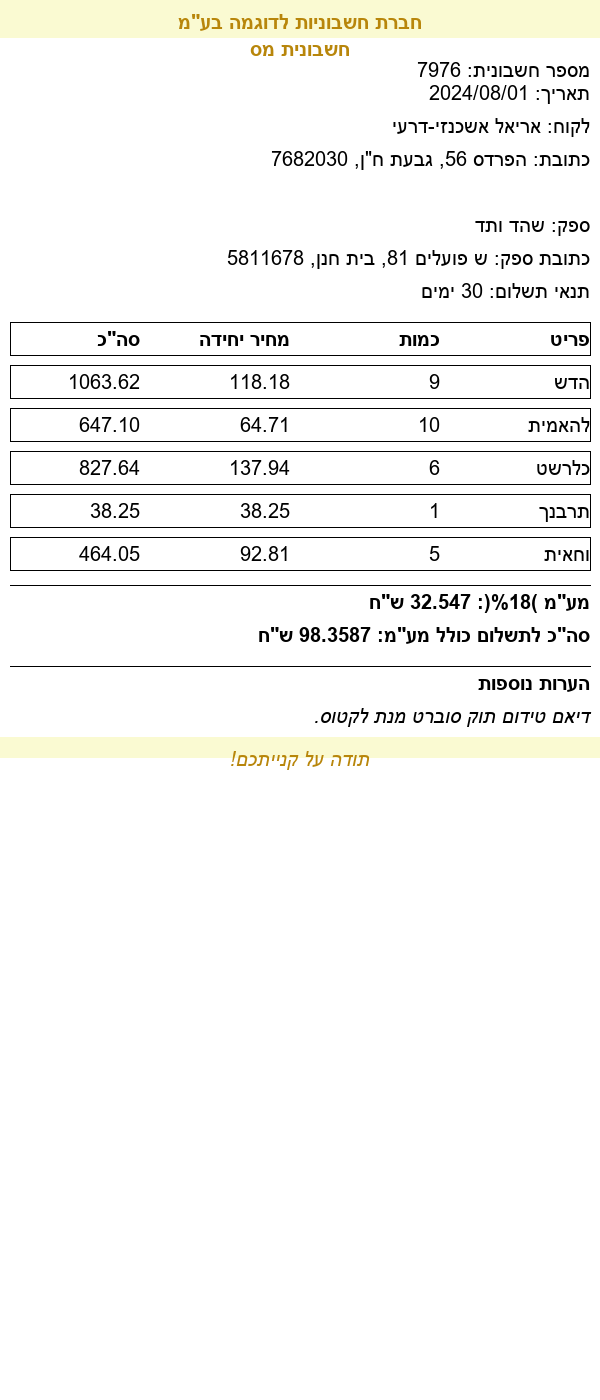 חברת חשבוניות לדוגמה בע"מ
חשבונית מס
מספר חשבונית: 7976
תאריך: 2024/08/01
לקוח: אריאל אשכנזי-דרעי
כתובת: הפרדס 56, גבעת ח"ן, 7682030
ספק: שהד ותד
כתובת ספק: ש פועלים 81, בית חנן, 5811678
תנאי תשלום: 30 ימים
פריט כמות מחיר יחידה סה"כ
הדש 9 118.18 1063.62
להאמית 10 64.71 647.10
כלרשט 6 137.94 827.64
תרבנך 1 38.25 38.25
וחאית 5 92.81 464.05
מע"מ )18%(: 32.547 ש"ח
סה"כ לתשלום כולל מע"מ: 98.3587 ש"ח
הערות נוספות
דיאם טידום תוק סוברט מנת לקטוס.
תודה על קנייתכם!